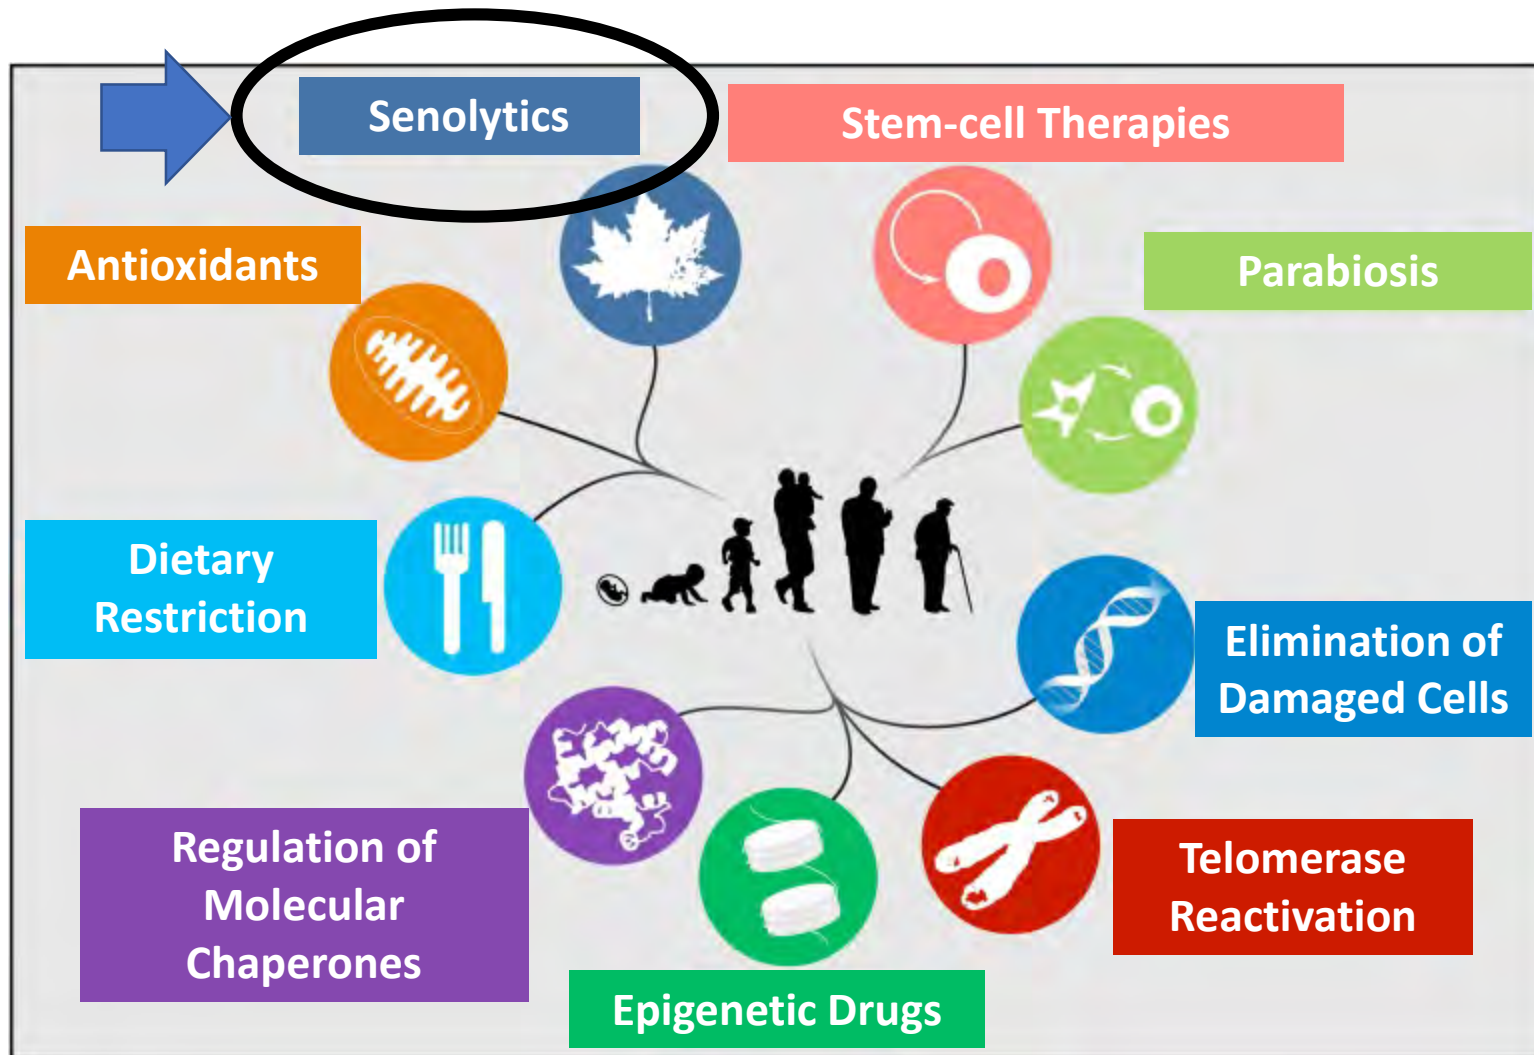 Senolytics
Stem-cell Therapies
Antioxidants
Parabiosis
Dietary
Restriction
Elimination of
Damaged Cells
Regulation of
Molecular
Chaperones
Telomerase
Reactivation
Epigenetic Drugs